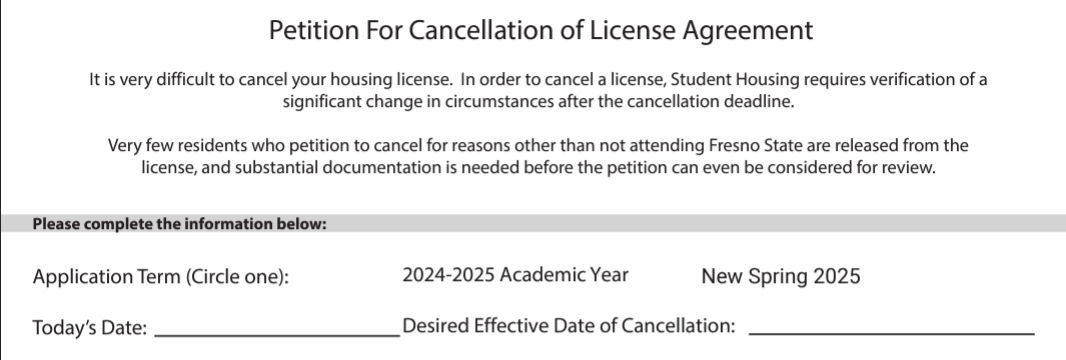 Petition For Cancellation of License Agreement
It is very difficult to cancel your housing license.  In order to cancel a license, Student Housing requires verification of a
significant change in circumstances after the cancellation deadline.
Very few residents who petition to cancel for reasons other than not attending Fresno State are released from the
license, and substantial documentation is needed before the petition can even be considered for review.
Please complete the information below:
Application Term (Circle one): 2024-2025 Academic Year New Spring 2025
Today’s Date: Desired Effective Date of Cancellation: